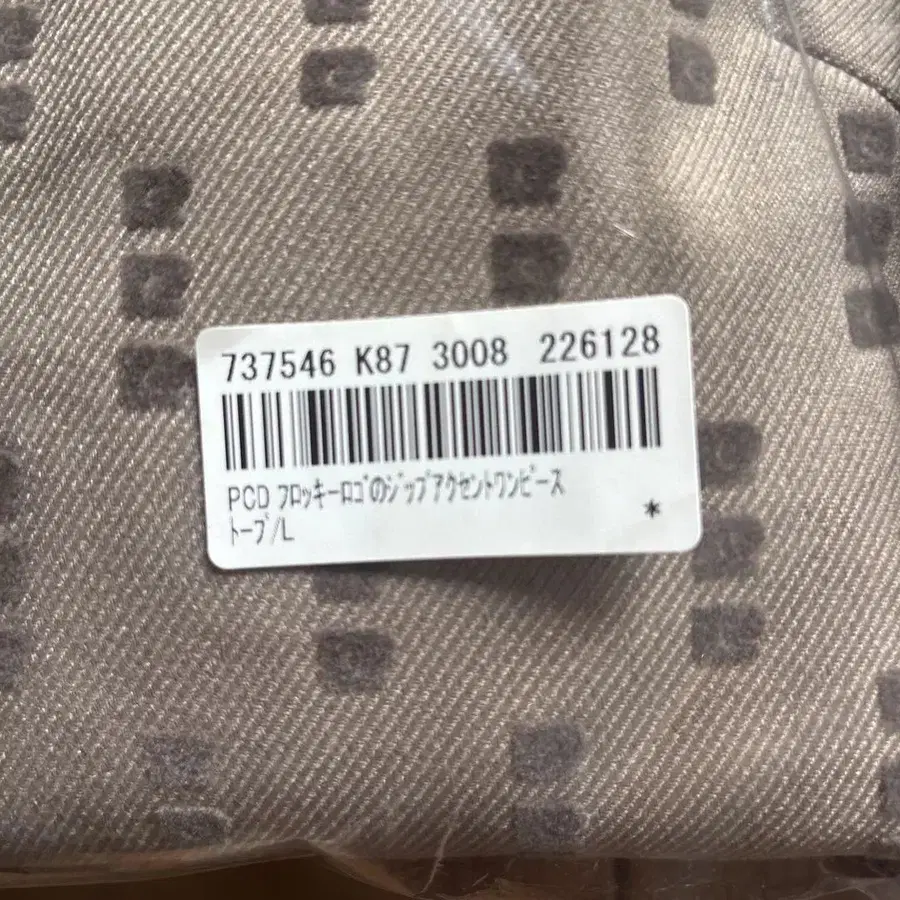 737546 K87 3008 226128
PCD ﾌﾛｯｷｰﾛｺﾞのｼﾞｯﾌﾟｱｸｾﾝﾄﾜﾝﾋﾟｰｽ
ﾄｰﾌﾟ/L
*